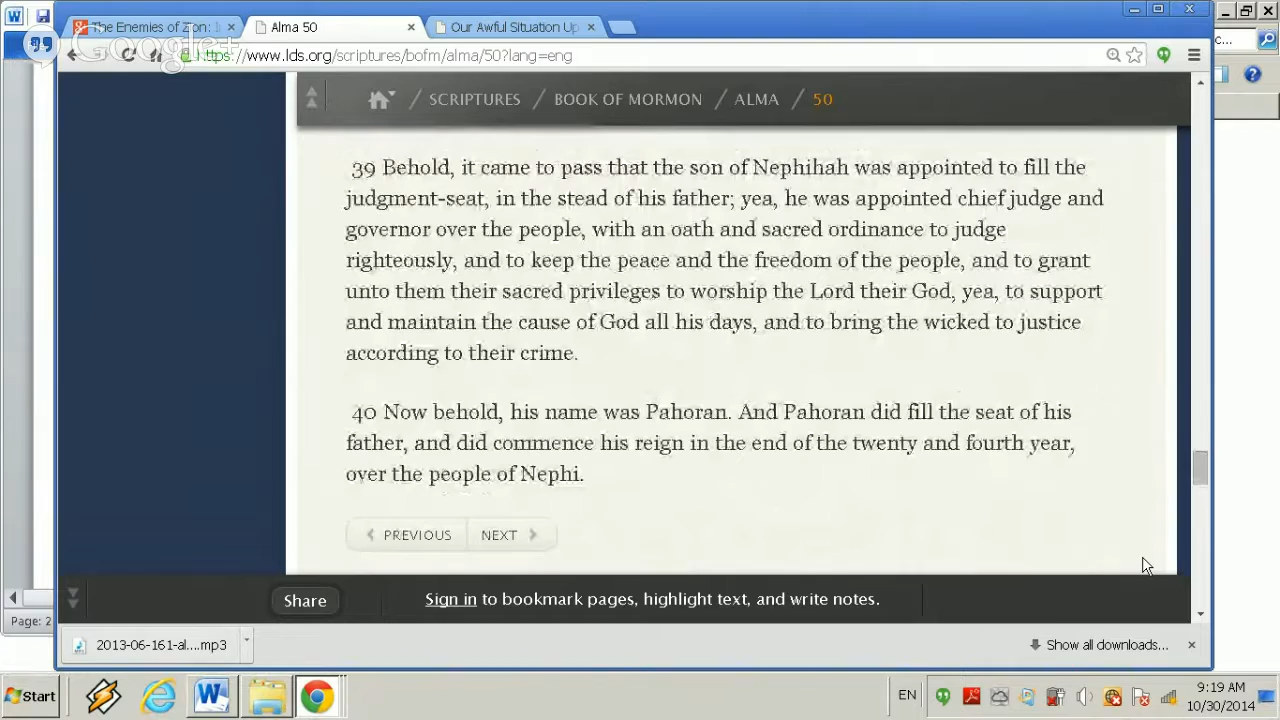 The Enemies of Zion: I
Alma 50
Our Awful Situation Up
Google+
https://www.lds.org/scriptures/bofm/alma/50?lang=eng
c...
SCRIPTURES / BOOK OF MORMON / ALMA / 50
39 Behold, it came to pass that the son of Nephihah was appointed to fill the
judgment-seat, in the stead of his father; yea, he was appointed chief judge and
governor over the people, with an oath and sacred ordinance to judge
righteously, and to keep the peace and the freedom of the people, and to grant
unto them their sacred privileges to worship the Lord their God, yea, to support
and maintain the cause of God all his days, and to bring the wicked to justice
according to their crime.
40 Now behold, his name was Pahoran. And Pahoran did fill the seat of his
father, and did commence his reign in the end of the twenty and fourth year,
over the people of Nephi.
PREVIOUS NEXT
Share
Sign in to bookmark pages, highlight text, and write notes.
Page: 2
2013-06-161-al....mp3
Show all downloads...
Start
EN
9:19 AM
10/30/2014